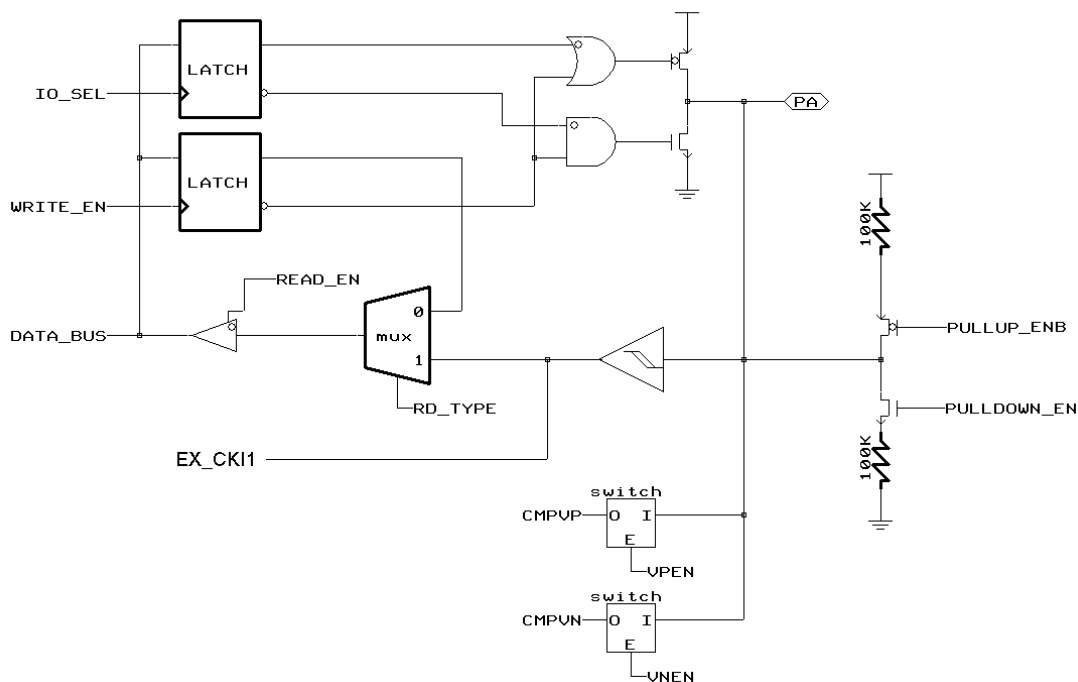 LATCH
IO_SEL
PA
LATCH
WRITE_EN
100K
READ_EN
0
DATA_BUS
mux
PULLUP_ENB
1
RD_TYPE
PULLDOWN_EN
EX_CKI1
100K
switch
CMPVP O I
E
VPEN
switch
CMPVN O I
E
VNEN